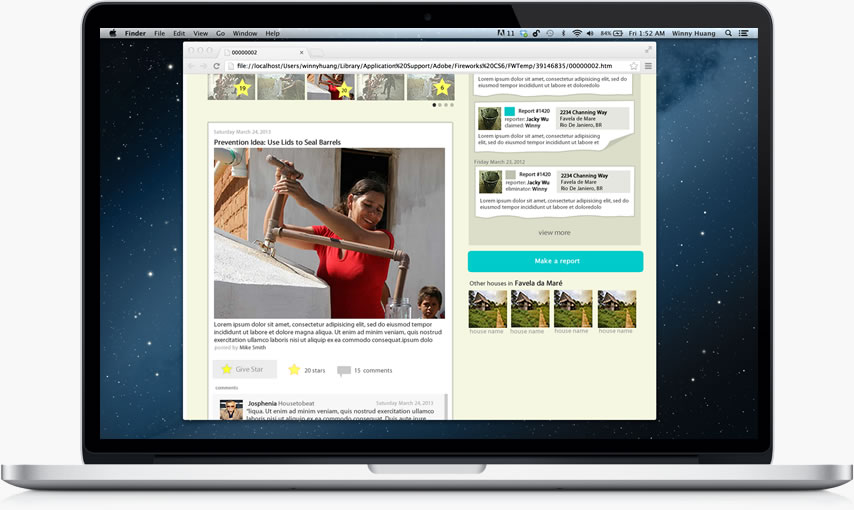 Finder File Edit View Go Window Help
11 84% Fri 1:52 AM Winny Huang
00000002
file://localhost/Users/winnyhuang/Library/Application%20Support/Adobe/Fireworks%20CS6/FWTemp/39146835/00000002.htm
19
20
6
Saturday March 24, 2013
Prevention Idea: Use Lids to Seal Barrels
Lorem ipsum dolor sit amet, consectetur adipisicing elit, sed do eiusmod tempor
incididunt ut labore et dolore magna aliqua. Ut enim ad minim veniam, quis nostrud
exercitation ullamco laboris nisi ut aliquip ex ea commodo consequat.ipsum dolo
posted by Mike Smith
Give Star
20 stars
15 comments
comments
Josphenia Housetobeat
March 24, 2013
"liqua. Ut enim ad minim veniam, quis nostrud exercitation ullamco
laboris nisi ut aliquip ex ea commodo consequat. Duis aute irure
Lorem ipsum dolor sit amet, consectetur adipisicing elit, sed do
tempor incididunt ut labore et doloredolo
Report #1420
reporter: Jacky Wu
claimed: Winny
2234 Channing Way
Favela de Mare
Rio De Janiero, BR
Lorem ipsum dolor sit amet, consectetur adipisicing
elit, sed do eiusmod tempor incididunt ut
Friday March 23, 2012
Report #1420
reporter: Jacky Wu
elimination: Winny
2234 Channing Way
Favela de Mare
Rio De Janiero, BR
Lorem ipsum dolor sit amet, consectetur adipisicing elit, sed do
tempor incididunt ut labore et doloredolo
view more
Make a report
Other houses in Favela da Maré
house name
house name
house name
house name